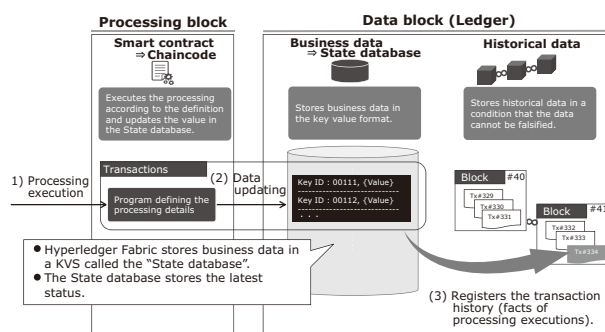 Processing block
Data block (Ledger)
Smart contract
⇒ Chaincode
Business data
⇒ State database
Historical data
Executes the processing
according to the definition
and updates the value in
the State database.
Stores business data in
the key value format.
Stores historical data in a
condition that the data
cannot be falsified.
1) Processing
execution
Transactions
Program defining the
processing details
(2) Data
updating
Key ID : 00111, {Value}
Key ID : 00112, {Value}
. . .
Block
#40
Tx#329
Tx#330
Tx#331
Block
#41
Tx#332
Tx#333
Tx#334
● Hyperledger Fabric stores business data in
a KVS called the “State database”.
● The State database stores the latest
status.
(3) Registers the transaction
history (facts of
processing executions).